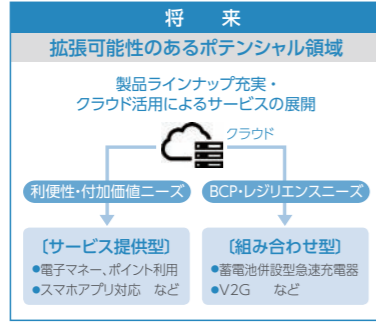 将 来
拡張可能性のあるポテンシャル領域
製品ラインナップ充実・
クラウド活用によるサービスの展開
クラウド
利便性・付加価値ニーズ
BCP・レジリエンスニーズ
〔サービス提供型〕
●電子マネー、ポイント利用
●スマホアプリ対応 など
〔組み合わせ型〕
●蓄電池併設型急速充電器
●V2G など